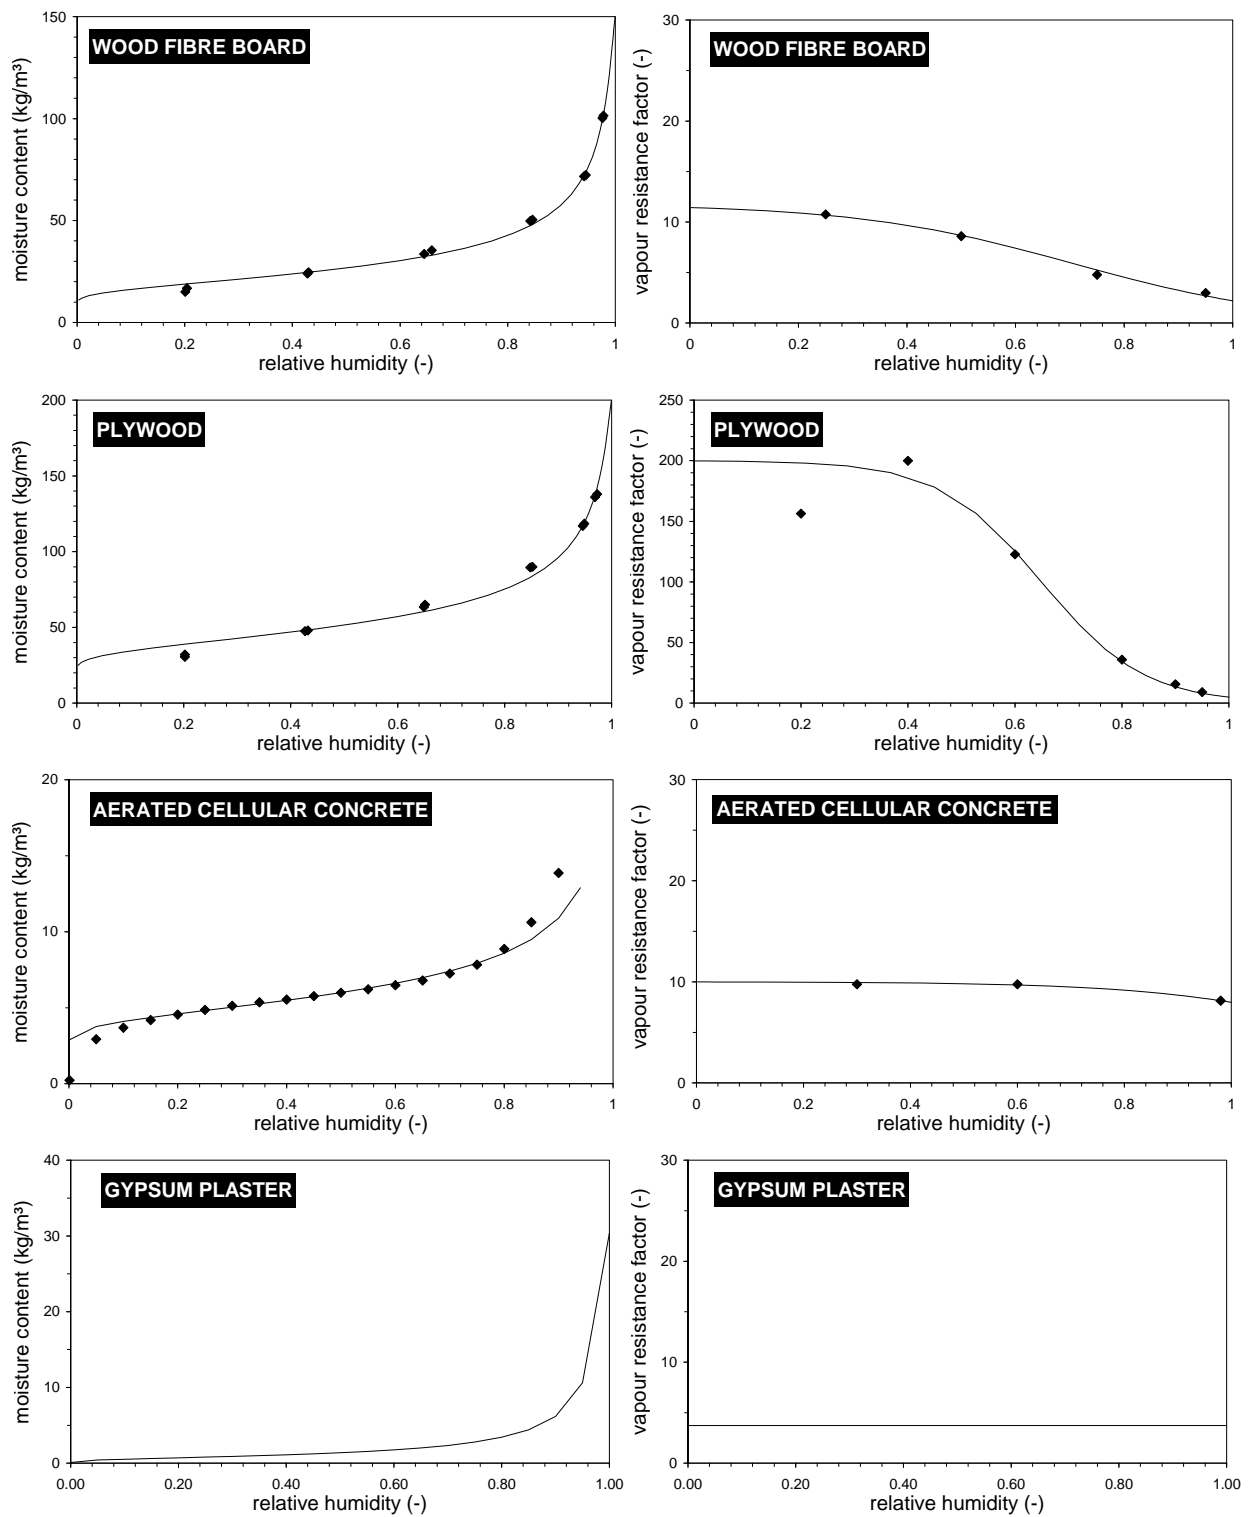 WOOD FIBRE BOARD
moisture content (kg/m³)
150
100
50
0
0 0.2 0.4 0.6 0.8 1
relative humidity (-)
WOOD FIBRE BOARD
vapour resistance factor (-)
30
20
10
0
0 0.2 0.4 0.6 0.8 1
relative humidity (-)
PLYWOOD
moisture content (kg/m³)
200
150
100
50
0
0 0.2 0.4 0.6 0.8 1
relative humidity (-)
PLYWOOD
vapour resistance factor (-)
250
200
150
100
50
0
0 0.2 0.4 0.6 0.8 1
relative humidity (-)
AERATED CELLULAR CONCRETE
moisture content (kg/m³)
20
10
0
0 0.2 0.4 0.6 0.8 1
relative humidity (-)
AERATED CELLULAR CONCRETE
vapour resistance factor (-)
30
20
10
0
0 0.2 0.4 0.6 0.8 1
relative humidity (-)
GYPSUM PLASTER
moisture content (kg/m³)
40
30
20
10
0
0.00 0.20 0.40 0.60 0.80 1.00
relative humidity (-)
GYPSUM PLASTER
vapour resistance factor (-)
30
20
10
0
0.00 0.20 0.40 0.60 0.80 1.00
relative humidity (-)